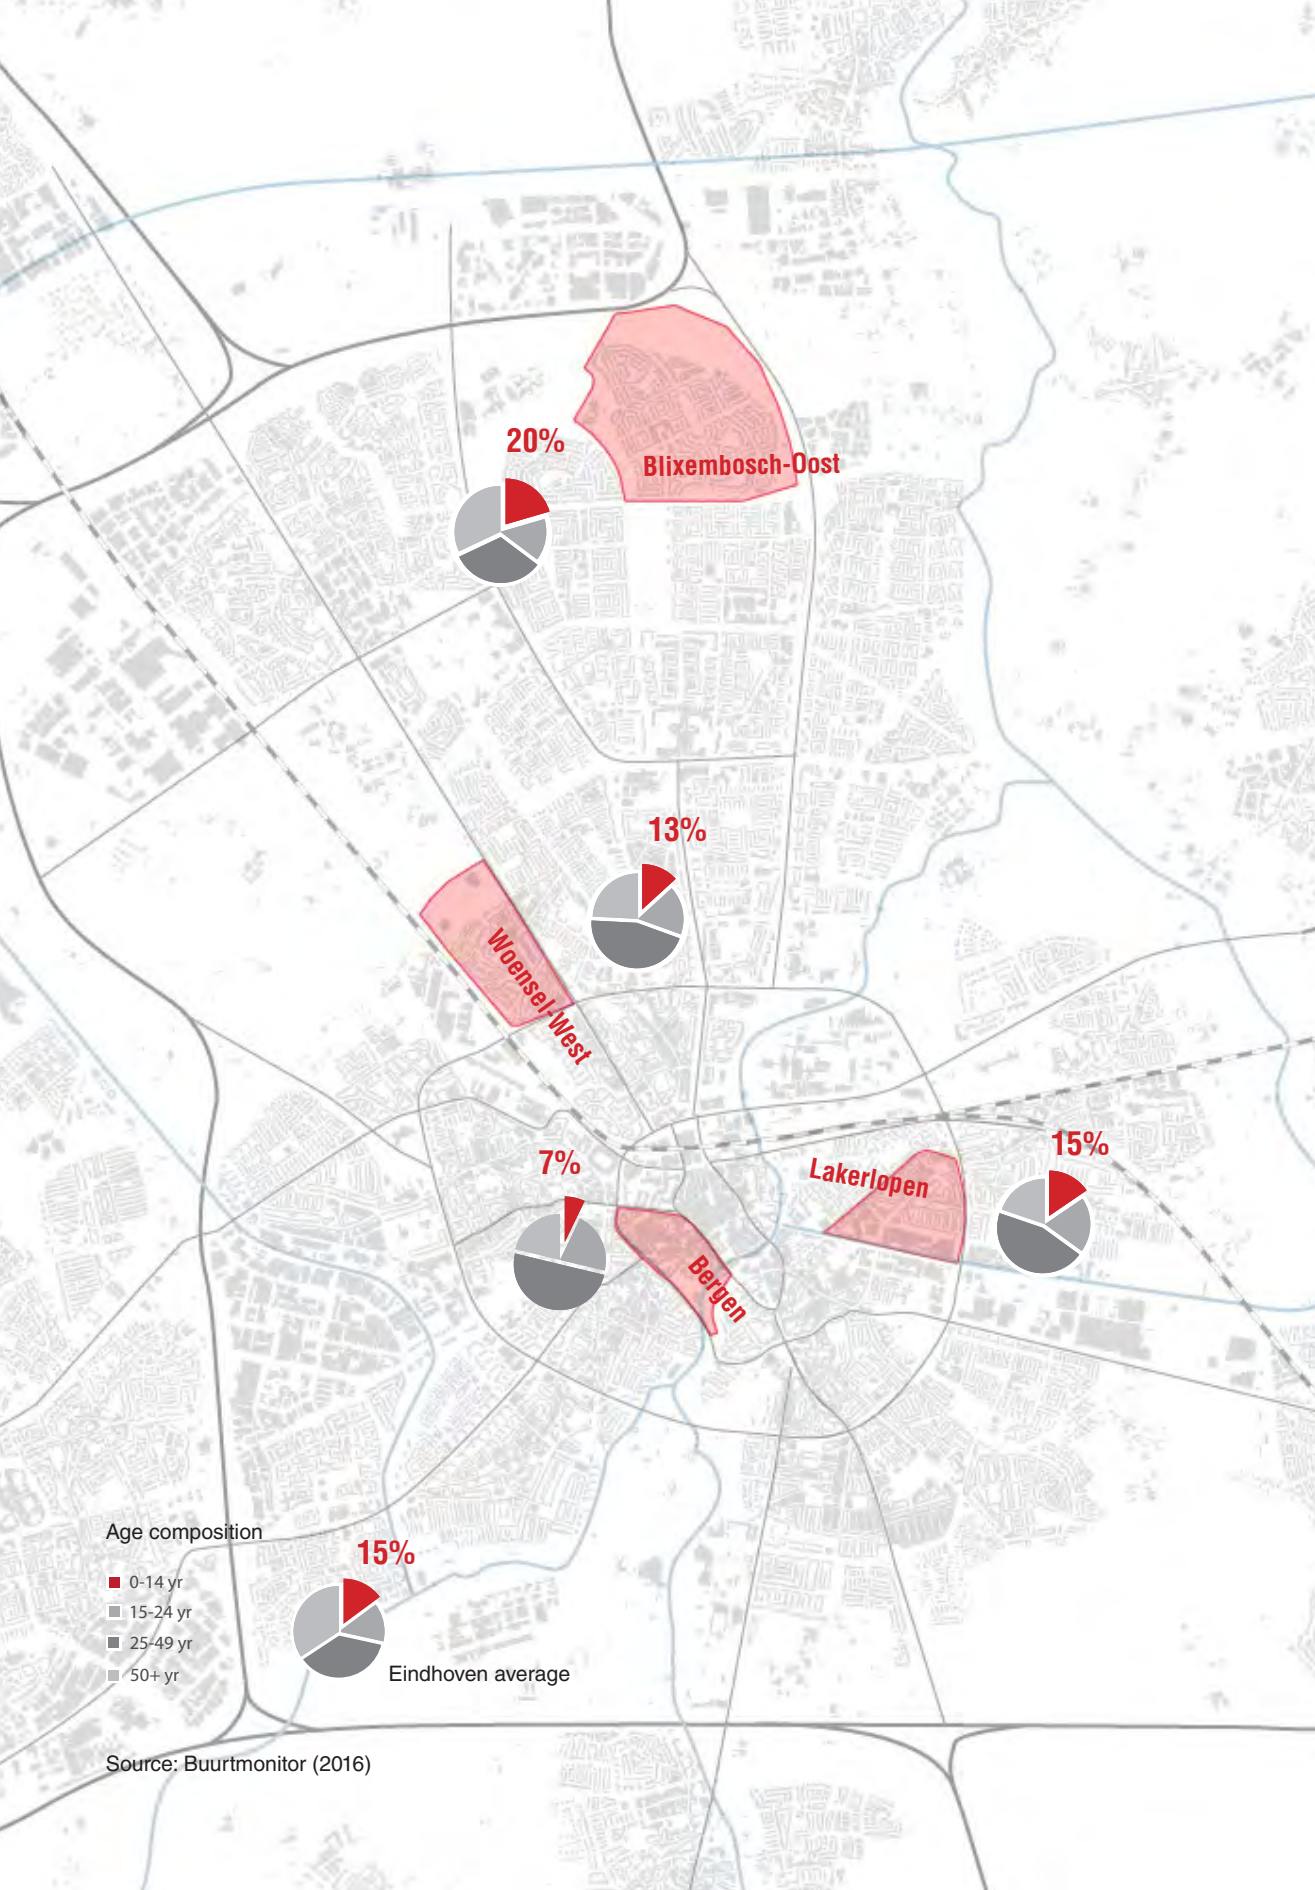 20%
Blixembosch-Oost
13%
Woensel-West
7%
15%
Lakerlopen
Bergen
Age composition
15%
0-14 yr
15-24 yr
25-49 yr
50+ yr
Eindhoven average
Source: Buurtmonitor (2016)